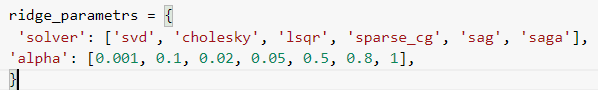 ridge_parametrs = {
'solver': ['svd', 'cholesky', 'lsqr', 'sparse_cg', 'sag', 'saga'],
'alpha': [0.001, 0.1, 0.02, 0.05, 0.5, 0.8, 1],
}